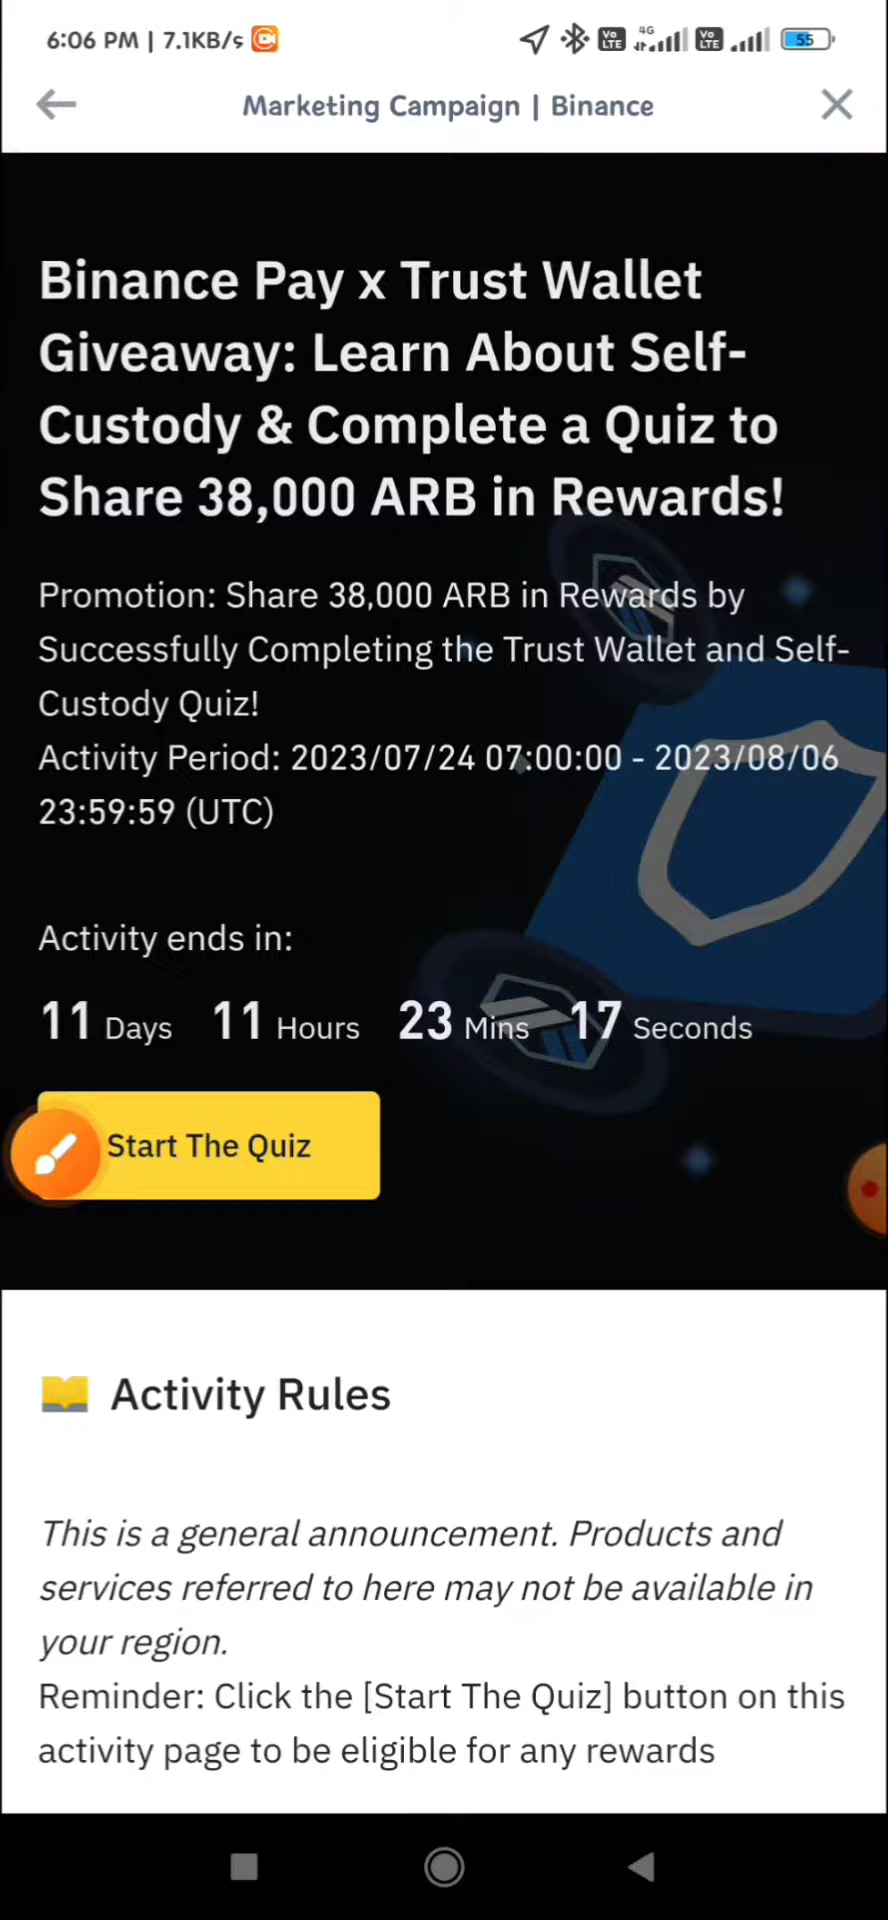 6:06 PM | 7.1KB/s
Vo LTE 4G Vo LTE 55
Marketing Campaign | Binance
Binance Pay x Trust Wallet
Giveaway: Learn About Self-
Custody & Complete a Quiz to
Share 38,000 ARB in Rewards!
Promotion: Share 38,000 ARB in Rewards by
Successfully Completing the Trust Wallet and Self-
Custody Quiz!
Activity Period: 2023/07/24 07:00:00 - 2023/08/06
23:59:59 (UTC)
Activity ends in:
11 Days 11 Hours 23 Mins 17 Seconds
Start The Quiz
Activity Rules
This is a general announcement. Products and
services referred to here may not be available in
your region.
Reminder: Click the [Start The Quiz] button on this
activity page to be eligible for any rewards